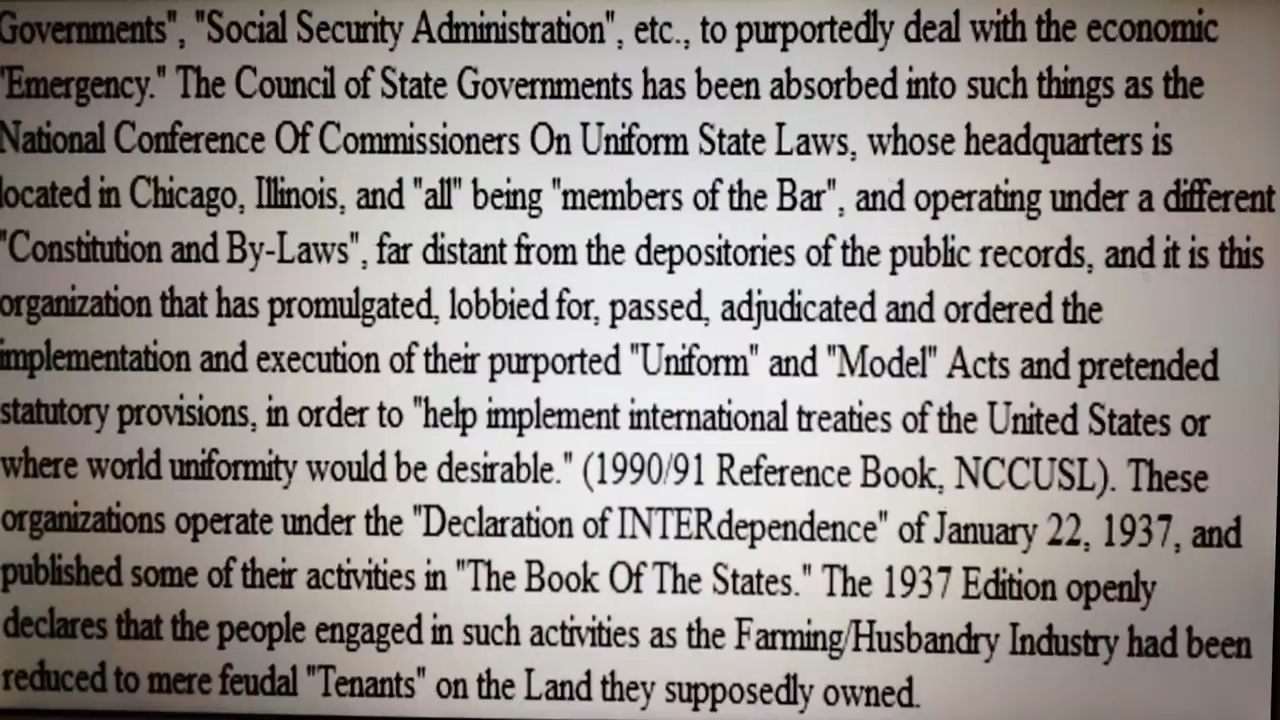 Governments", "Social Security Administration", etc., to purportedly deal with the economic
"Emergency." The Council of State Governments has been absorbed into such things as the
National Conference Of Commissioners On Uniform State Laws, whose headquarters is
located in Chicago, Illinois, and "all" being "members of the Bar", and operating under a different
"Constitution and By-Laws", far distant from the depositories of the public records, and it is this
organization that has promulgated, lobbied for, passed, adjudicated and ordered the
implementation and execution of their purported "Uniform" and "Model" Acts and pretended
statutory provisions, in order to "help implement international treaties of the United States or
where world uniformity would be desirable." (1990/91 Reference Book, NCCUSL). These
organizations operate under the "Declaration of INTERdependence" of January 22, 1937, and
published some of their activities in "The Book Of The States." The 1937 Edition openly
declares that the people engaged in such activities as the Farming/Husbandry Industry had been
reduced to mere feudal "Tenants" on the Land they supposedly owned.